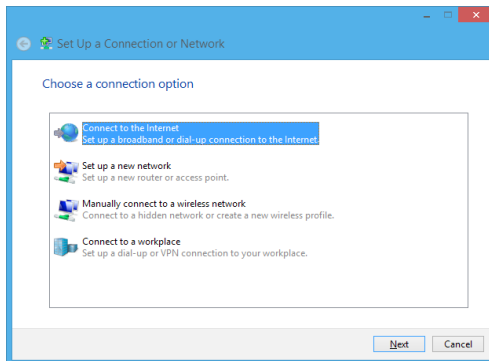 Set Up a Connection or Network
Choose a connection option
Connect to the Internet
Set up a broadband or dial-up connection to the Internet.
Set up a new network
Set up a new router or access point.
Manually connect to a wireless network
Connect to a hidden network or create a new wireless profile.
Connect to a workplace
Set up a dial-up or VPN connection to your workplace.
Next Cancel